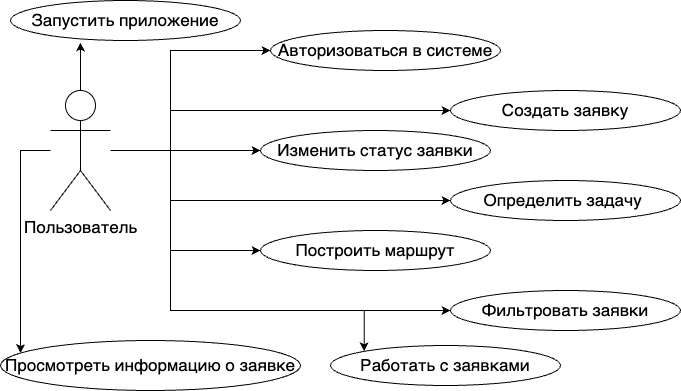 Запустить приложение
Авторизоваться в системе
Создать заявку
Изменить статус заявки
Определить задачу
Пользователь
Построить маршрут
Фильтровать заявки
Просмотреть информацию о заявке
Работать с заявками